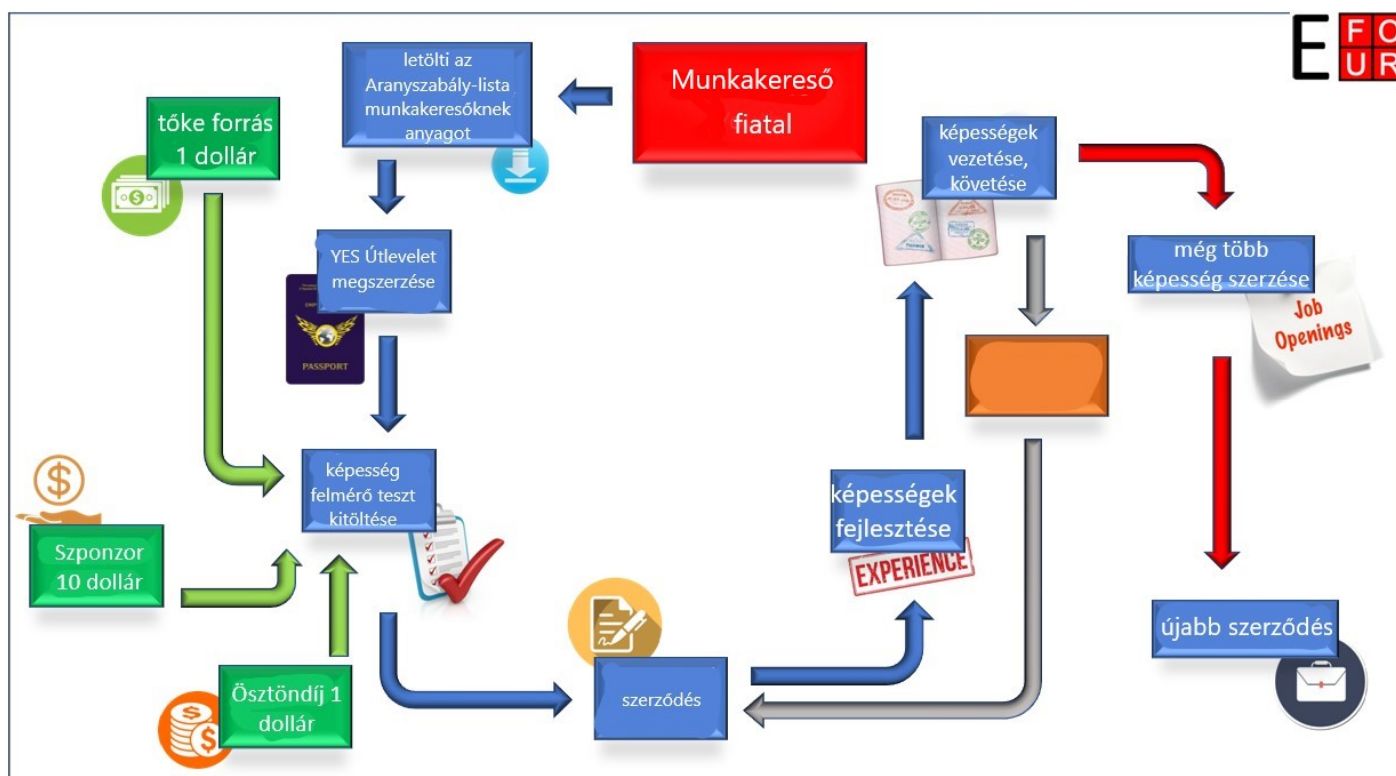 E FO
UR
Munkakereső
fiatal
letölti az
Aranyszabály-lista
munkakeresőknek
anyagot
tőke forrás
1 dollár
YES Útlevelet
megszerzése
PASSPORT
képesség
felmérő teszt
kitöltése
Szponzor
10 dollár
Ösztöndíj 1
dollár
szerződés
képességek
fejlesztése
EXPERIENCE
képességek
vezetése,
követése
még több
képesség szerzése
Job
Openings
újabb szerződés